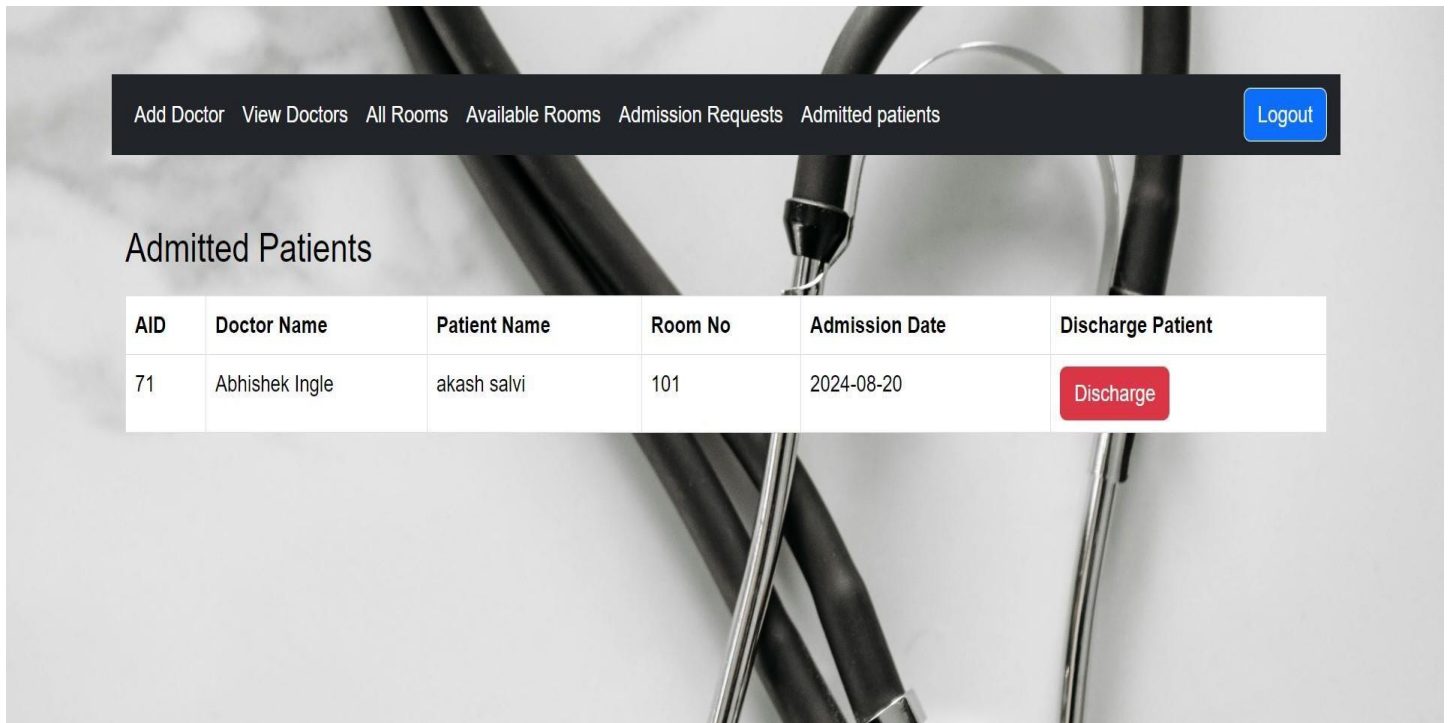 Add Doctor View Doctors All Rooms Available Rooms Admission Requests Admitted patients Logout
Admitted Patients
AID Doctor Name Patient Name Room No Admission Date Discharge Patient
71 Abhishek Ingle akash salvi 101 2024-08-20 Discharge